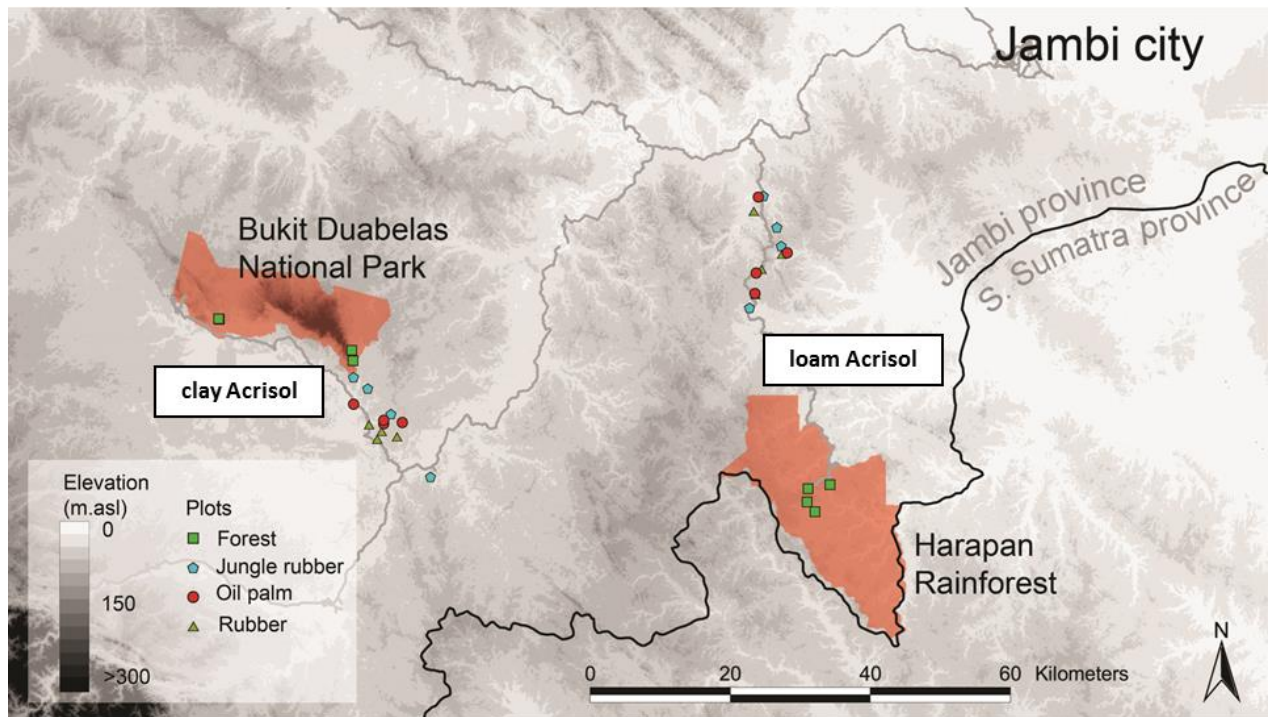 Jambi city
Jambi province
S. Sumatra province
Bukit Duabelas
National Park
clay Acrisol
loam Acrisol
Harapan
Rainforest
Elevation
(m.asl)
0
150
>300
Plots
Forest
Jungle rubber
Oil palm
Rubber
0 20 40 60 Kilometers
N